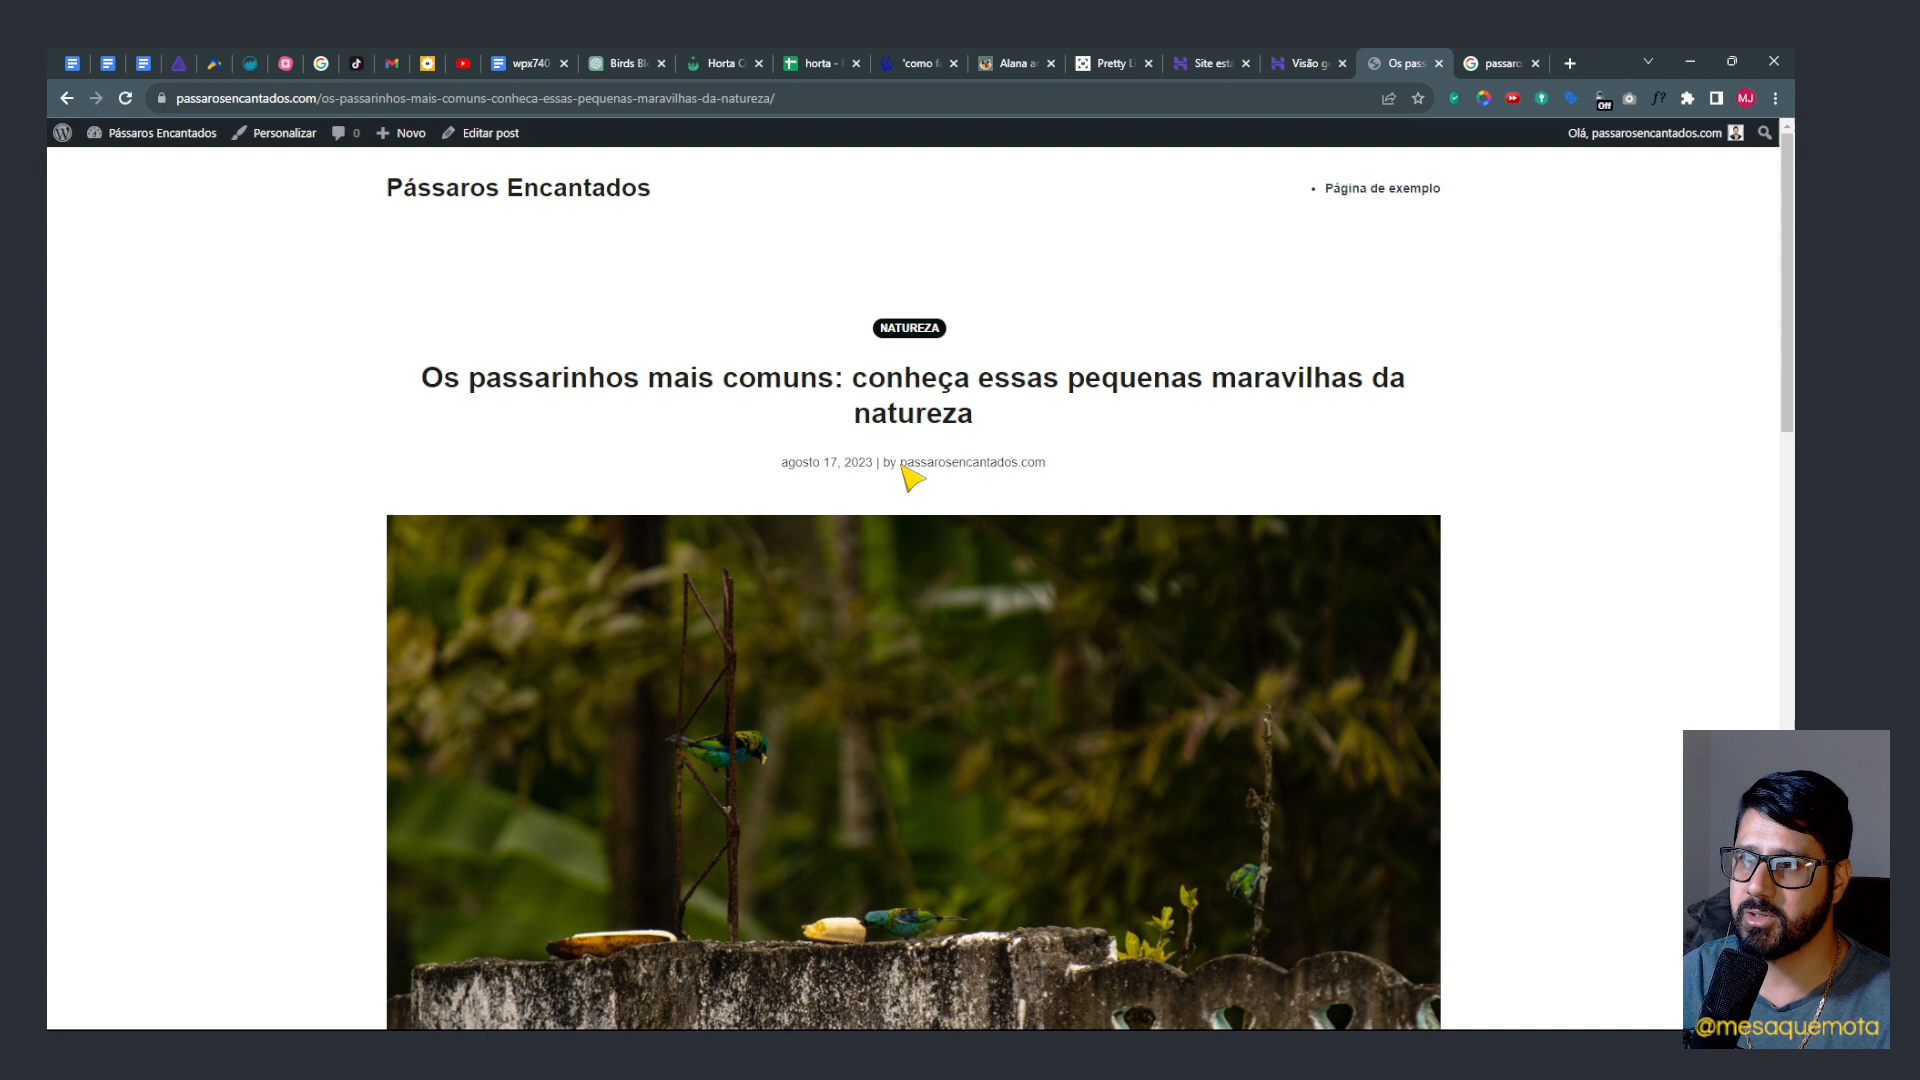 wpx740
Birds Bl
Horta C
horta -
'como f
Alana a
Pretty L
Site est
Visão g
Os pass
passaro
passarosencantados.com/os-passarinhos-mais-comuns-conheca-essas-pequenas-maravilhas-da-natureza/
Off
f?
MJ
Pássaros Encantados
Personalizar
0
Novo
Editar post
Olá, passarosencantados.com
Pássaros Encantados
Página de exemplo
NATUREZA
Os passarinhos mais comuns: conheça essas pequenas maravilhas da
natureza
agosto 17, 2023 | by passarosencantados.com
@mesaquemota